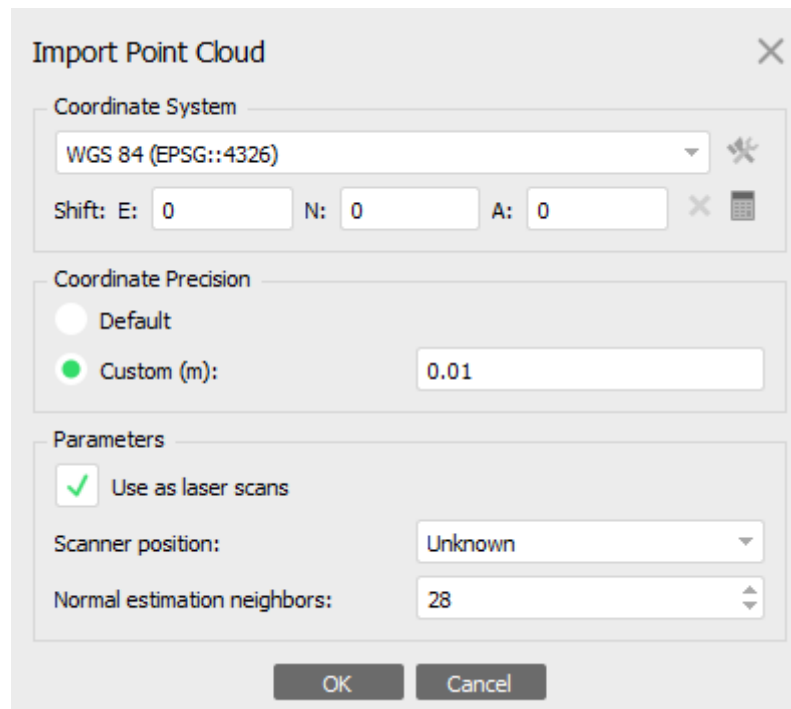 Import Point Cloud
Coordinate System
WGS 84 (EPSG::4326)
Shift: E: 0 N: 0 A: 0
Coordinate Precision
Default
Custom (m): 0.01
Parameters
Use as laser scans
Scanner position: Unknown
Normal estimation neighbors: 28
OK Cancel